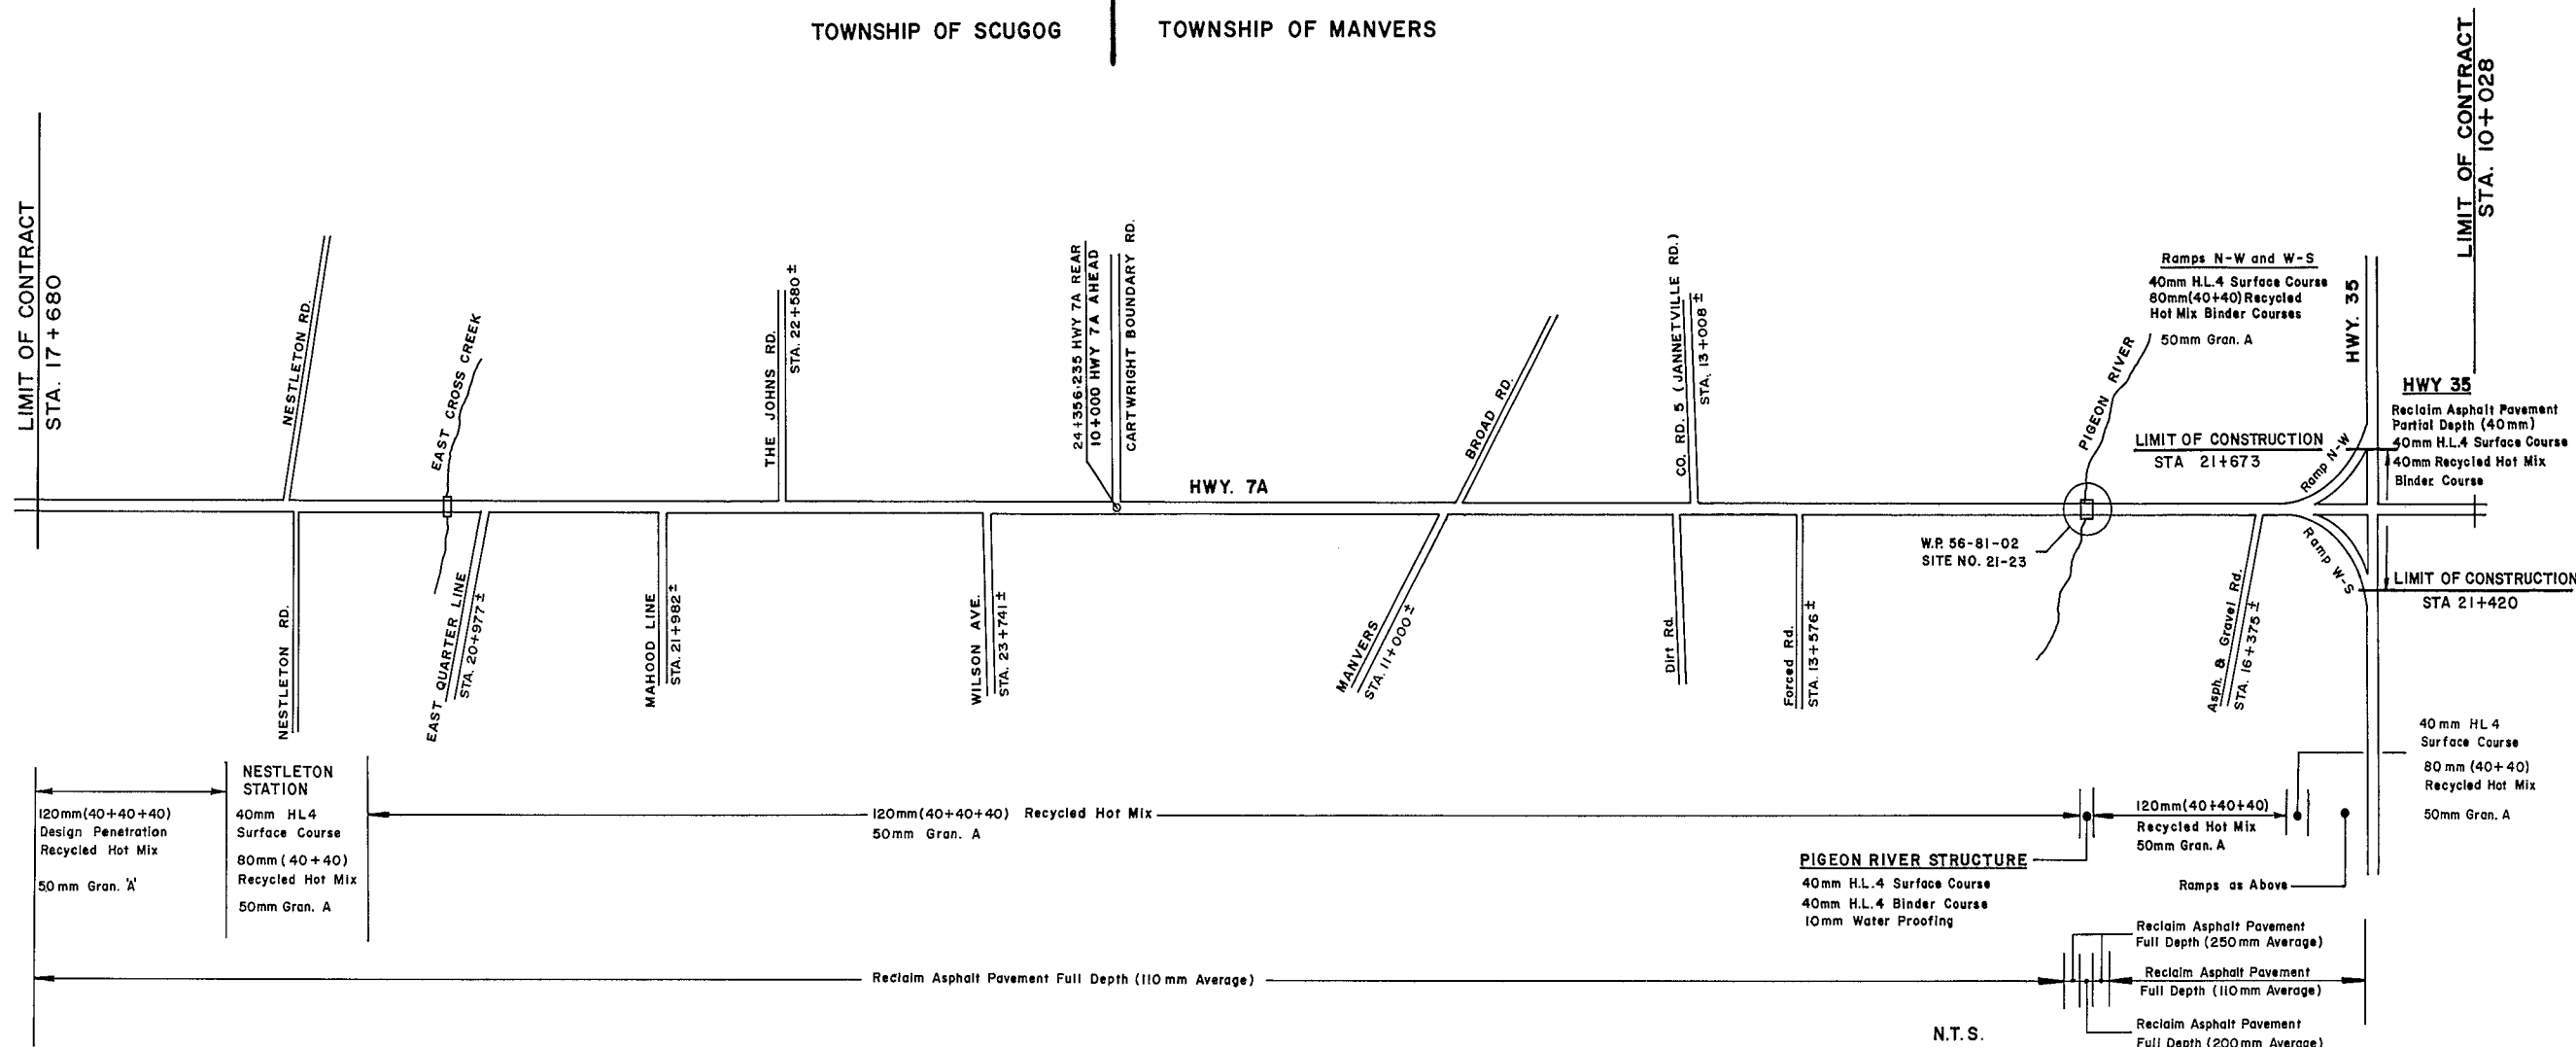 TOWNSHIP OF SCUGOG
TOWNSHIP OF MANVERS
LIMIT OF CONTRACT
STA. 17+680
LIMIT OF CONTRACT
STA. 10+028
NESTLETON RD.
EAST CROSS CREEK
THE JOHNS RD.
STA. 22+580±
24+356·235 HWY 7A REAR
10+000 HWY 7A AHEAD
CARTWRIGHT BOUNDARY RD.
HWY. 7A
BROAD RD.
CO. RD. 5 (JANNETVILLE RD.)
STA. 13+008±
PIGEON RIVER
Ramps N-W and W-S
40mm H.L.4 Surface Course
80mm(40+40) Recycled
Hot Mix Binder Courses
50mm Gran. A
HWY. 35
HWY 35
Reclaim Asphalt Pavement
Partial Depth (40mm)
40mm H.L.4 Surface Course
40mm Recycled Hot Mix
Binder Course
LIMIT OF CONSTRUCTION
STA 21+673
Ramp N-W
Ramp W-S
LIMIT OF CONSTRUCTION
STA 21+420
W.P. 56-81-02
SITE NO. 21-23
NESTLETON RD.
EAST QUARTER LINE
STA. 20+977±
MAHOOD LINE
STA. 21+982±
WILSON AVE.
STA. 23+741±
MANVERS
STA. 11+000±
Dirt Rd.
Forced Rd.
STA. 13+576±
Asph. & Gravel Rd.
STA. 16+375±
120mm(40+40+40)
Design Penetration
Recycled Hot Mix
50mm Gran. 'A'
NESTLETON
STATION
40mm HL4
Surface Course
80mm (40+40)
Recycled Hot Mix
50mm Gran. A
120mm(40+40+40) Recycled Hot Mix
50mm Gran. A
PIGEON RIVER STRUCTURE
40mm H.L.4 Surface Course
40mm H.L.4 Binder Course
10mm Water Proofing
120mm(40+40+40)
Recycled Hot Mix
50mm Gran. A
Ramps as Above
40mm HL4
Surface Course
80mm (40+40)
Recycled Hot Mix
50mm Gran. A
Reclaim Asphalt Pavement Full Depth (110mm Average)
Reclaim Asphalt Pavement
Full Depth (250mm Average)
Reclaim Asphalt Pavement
Full Depth (110mm Average)
Reclaim Asphalt Pavement
Full Depth (200mm Average)
N.T.S.